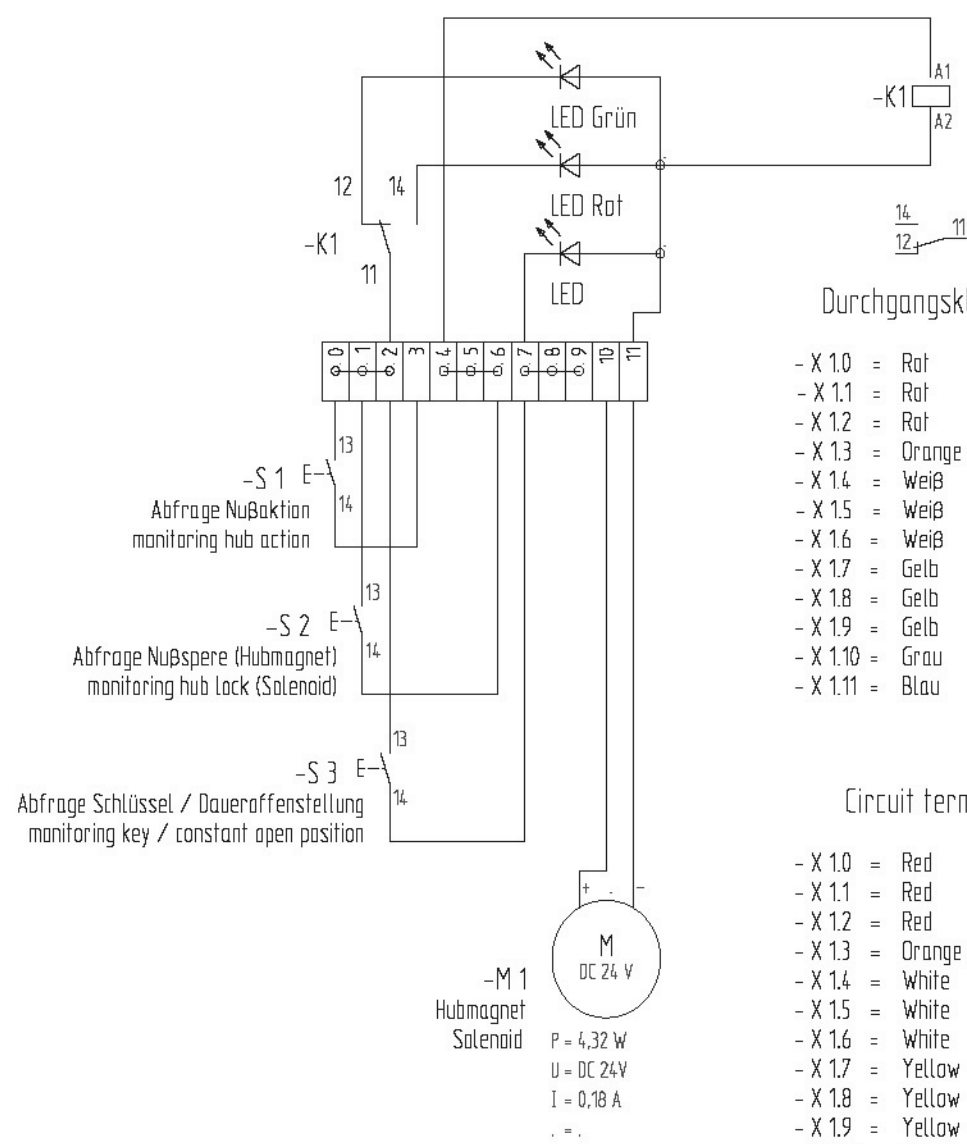 A1
-K1
A2
LED Grün
12
14
LED Rot
-K1
11
LED
14
12
11
.0 .1 .2 3 .4 .5 .6 .7 .8 .9 10 11
13
-S 1 E
14
Abfrage Nußaktion
monitoring hub action
13
-S 2 E
14
Abfrage Nußspere (Hubmagnet)
monitoring hub lock (Solenoid)
13
-S 3 E
14
Abfrage Schlüssel / Daueroffenstellung
monitoring key / constant open position
+ . -
M
DC 24 V
-M 1
Hubmagnet
Solenoid
P = 4,32 W
U = DC 24V
I = 0,18 A
. = .
- X 1.0 = Rot
- X 1.1 = Rot
- X 1.2 = Rot
- X 1.3 = Orange
- X 1.4 = Weiß
- X 1.5 = Weiß
- X 1.6 = Weiß
- X 1.7 = Gelb
- X 1.8 = Gelb
- X 1.9 = Gelb
- X 1.10 = Grau
- X 1.11 = Blau
Circuit
- X 1.0 = Red
- X 1.1 = Red
- X 1.2 = Red
- X 1.3 = Orange
- X 1.4 = White
- X 1.5 = White
- X 1.6 = White
- X 1.7 = Yellow
- X 1.8 = Yellow
- X 1.9 = Yellow